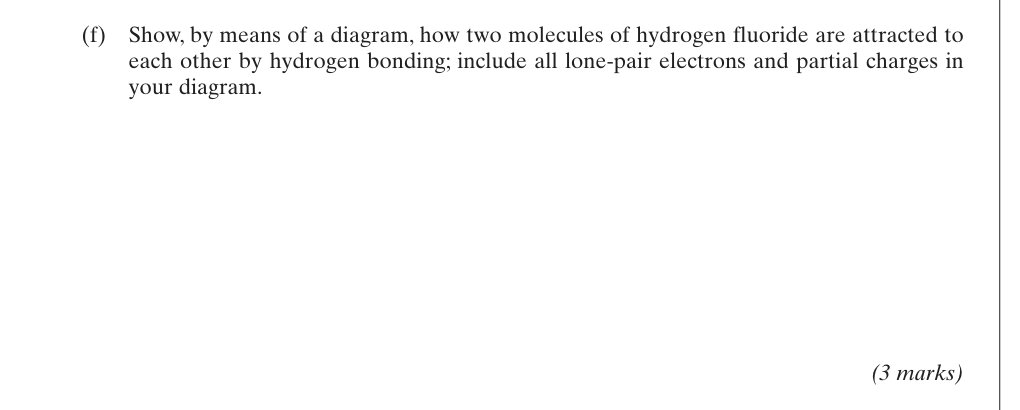 (f) Show, by means of a diagram, how two molecules of hydrogen fluoride are attracted to
each other by hydrogen bonding; include all lone-pair electrons and partial charges in
your diagram.
(3 marks)